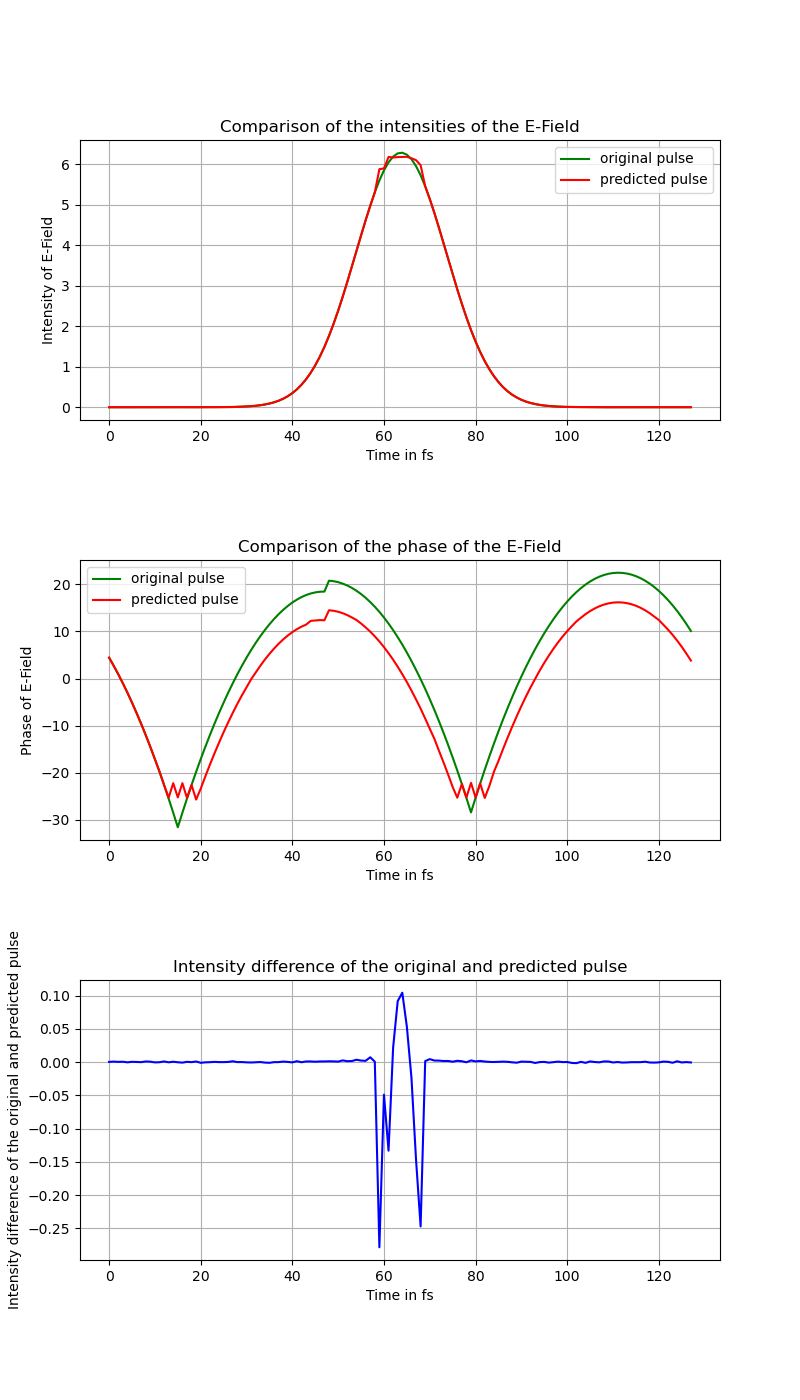 Comparison of the intensities of the E-Field
original pulse
predicted pulse
Intensity of E-Field
6
5
4
3
2
1
0
0 20 40 60 80 100 120
Time in fs
Comparison of the phase of the E-Field
original pulse
predicted pulse
Phase of E-Field
20
10
0
−10
−20
−30
0 20 40 60 80 100 120
Time in fs
Intensity difference of the original and predicted pulse
Intensity difference of the original and predicted pulse
0.10
0.05
0.00
−0.05
−0.10
−0.15
−0.20
−0.25
0 20 40 60 80 100 120
Time in fs